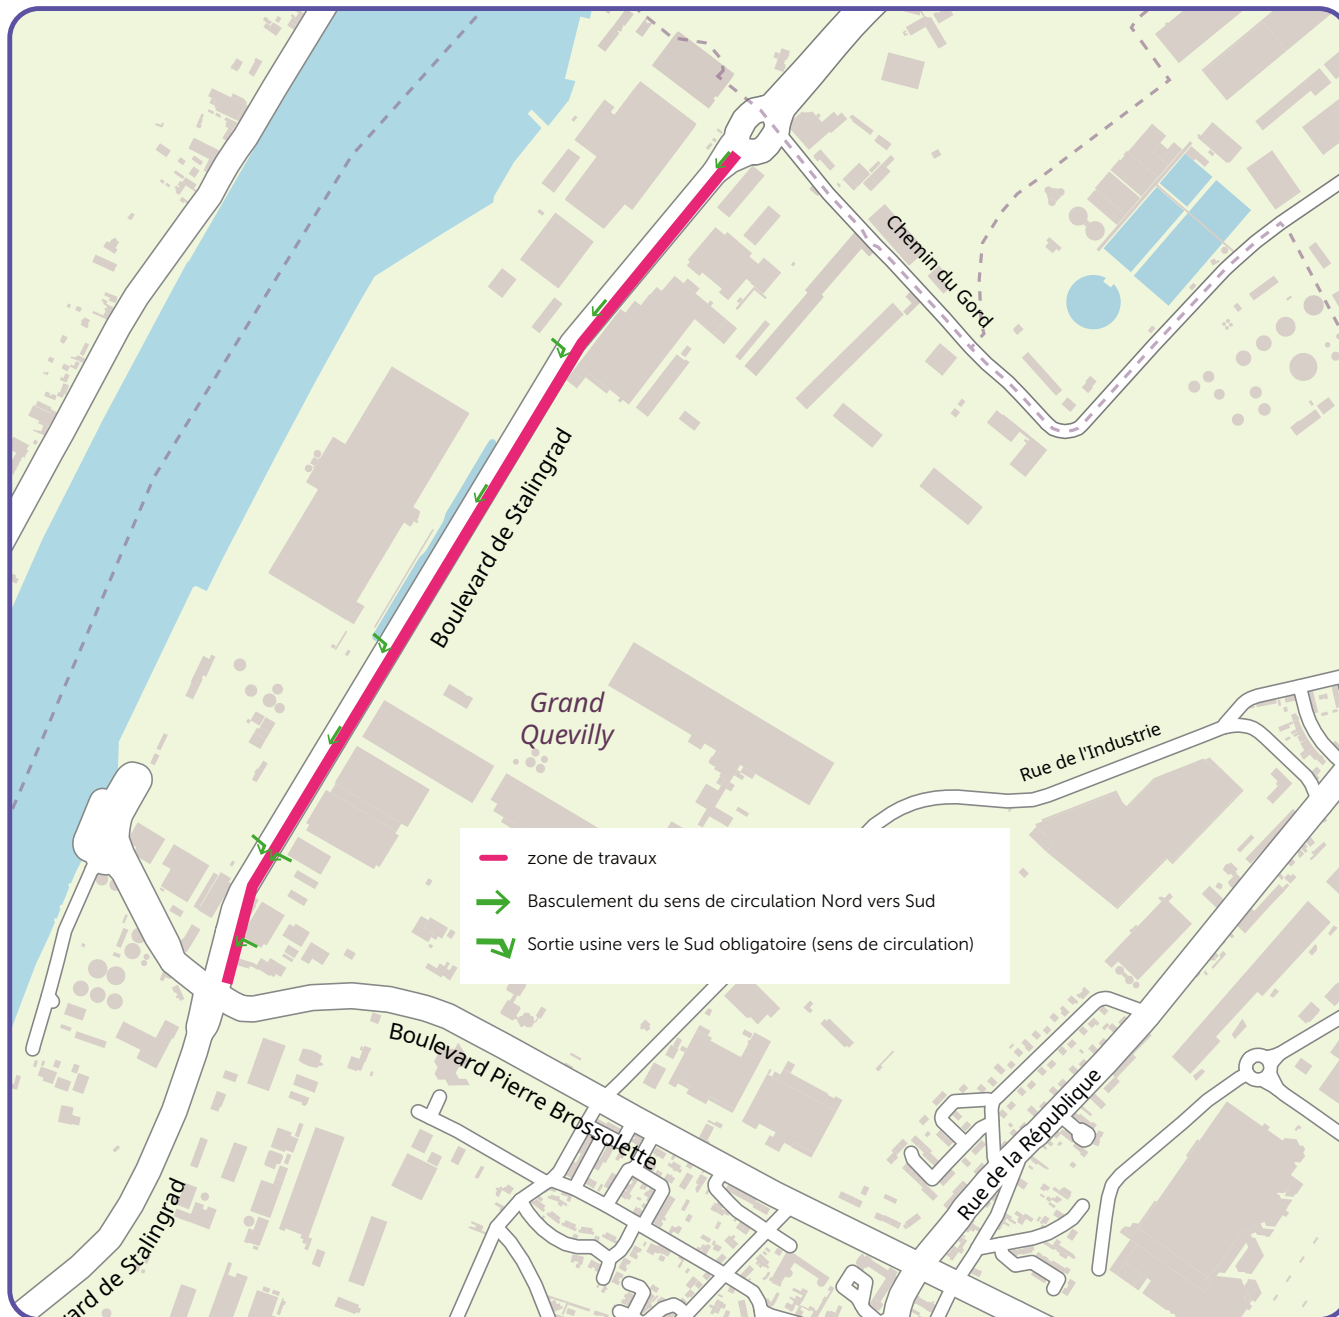 Chemin du Gord
Boulevard de Stalingrad
Grand
Quevilly
Rue de l'Industrie
zone de travaux
Basculement du sens de circulation Nord vers Sud
Sortie usine vers le Sud obligatoire (sens de circulation)
Boulevard Pierre Brossolette
Rue de la République
vard de Stalingrad